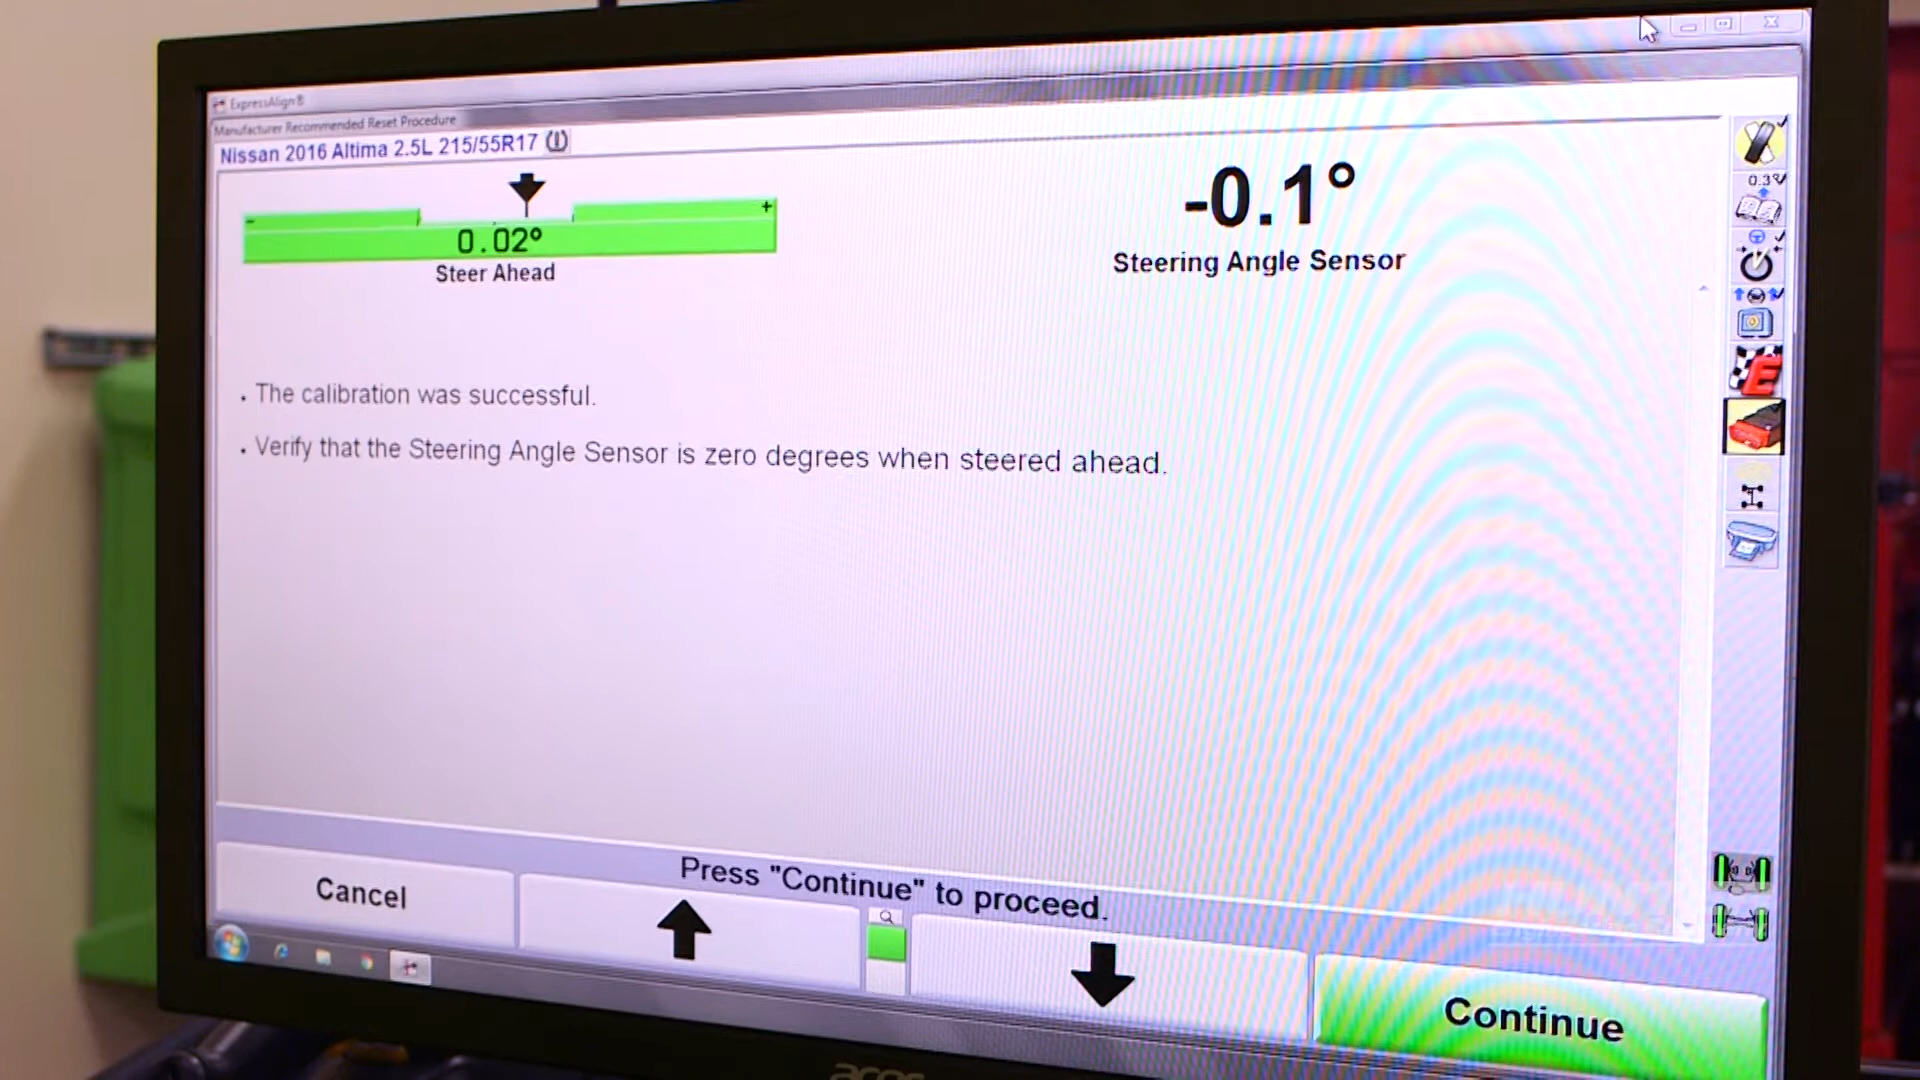 ExpressAlign®
Manufacturer Recommended Reset Procedure
Nissan 2016 Altima 2.5L 215/55R17
- +
0.02°
Steer Ahead
-0.1°
Steering Angle Sensor
0.3
. The calibration was successful.
. Verify that the Steering Angle Sensor is zero degrees when steered ahead.
E
Press "Continue" to proceed.
Cancel
Continue
acer